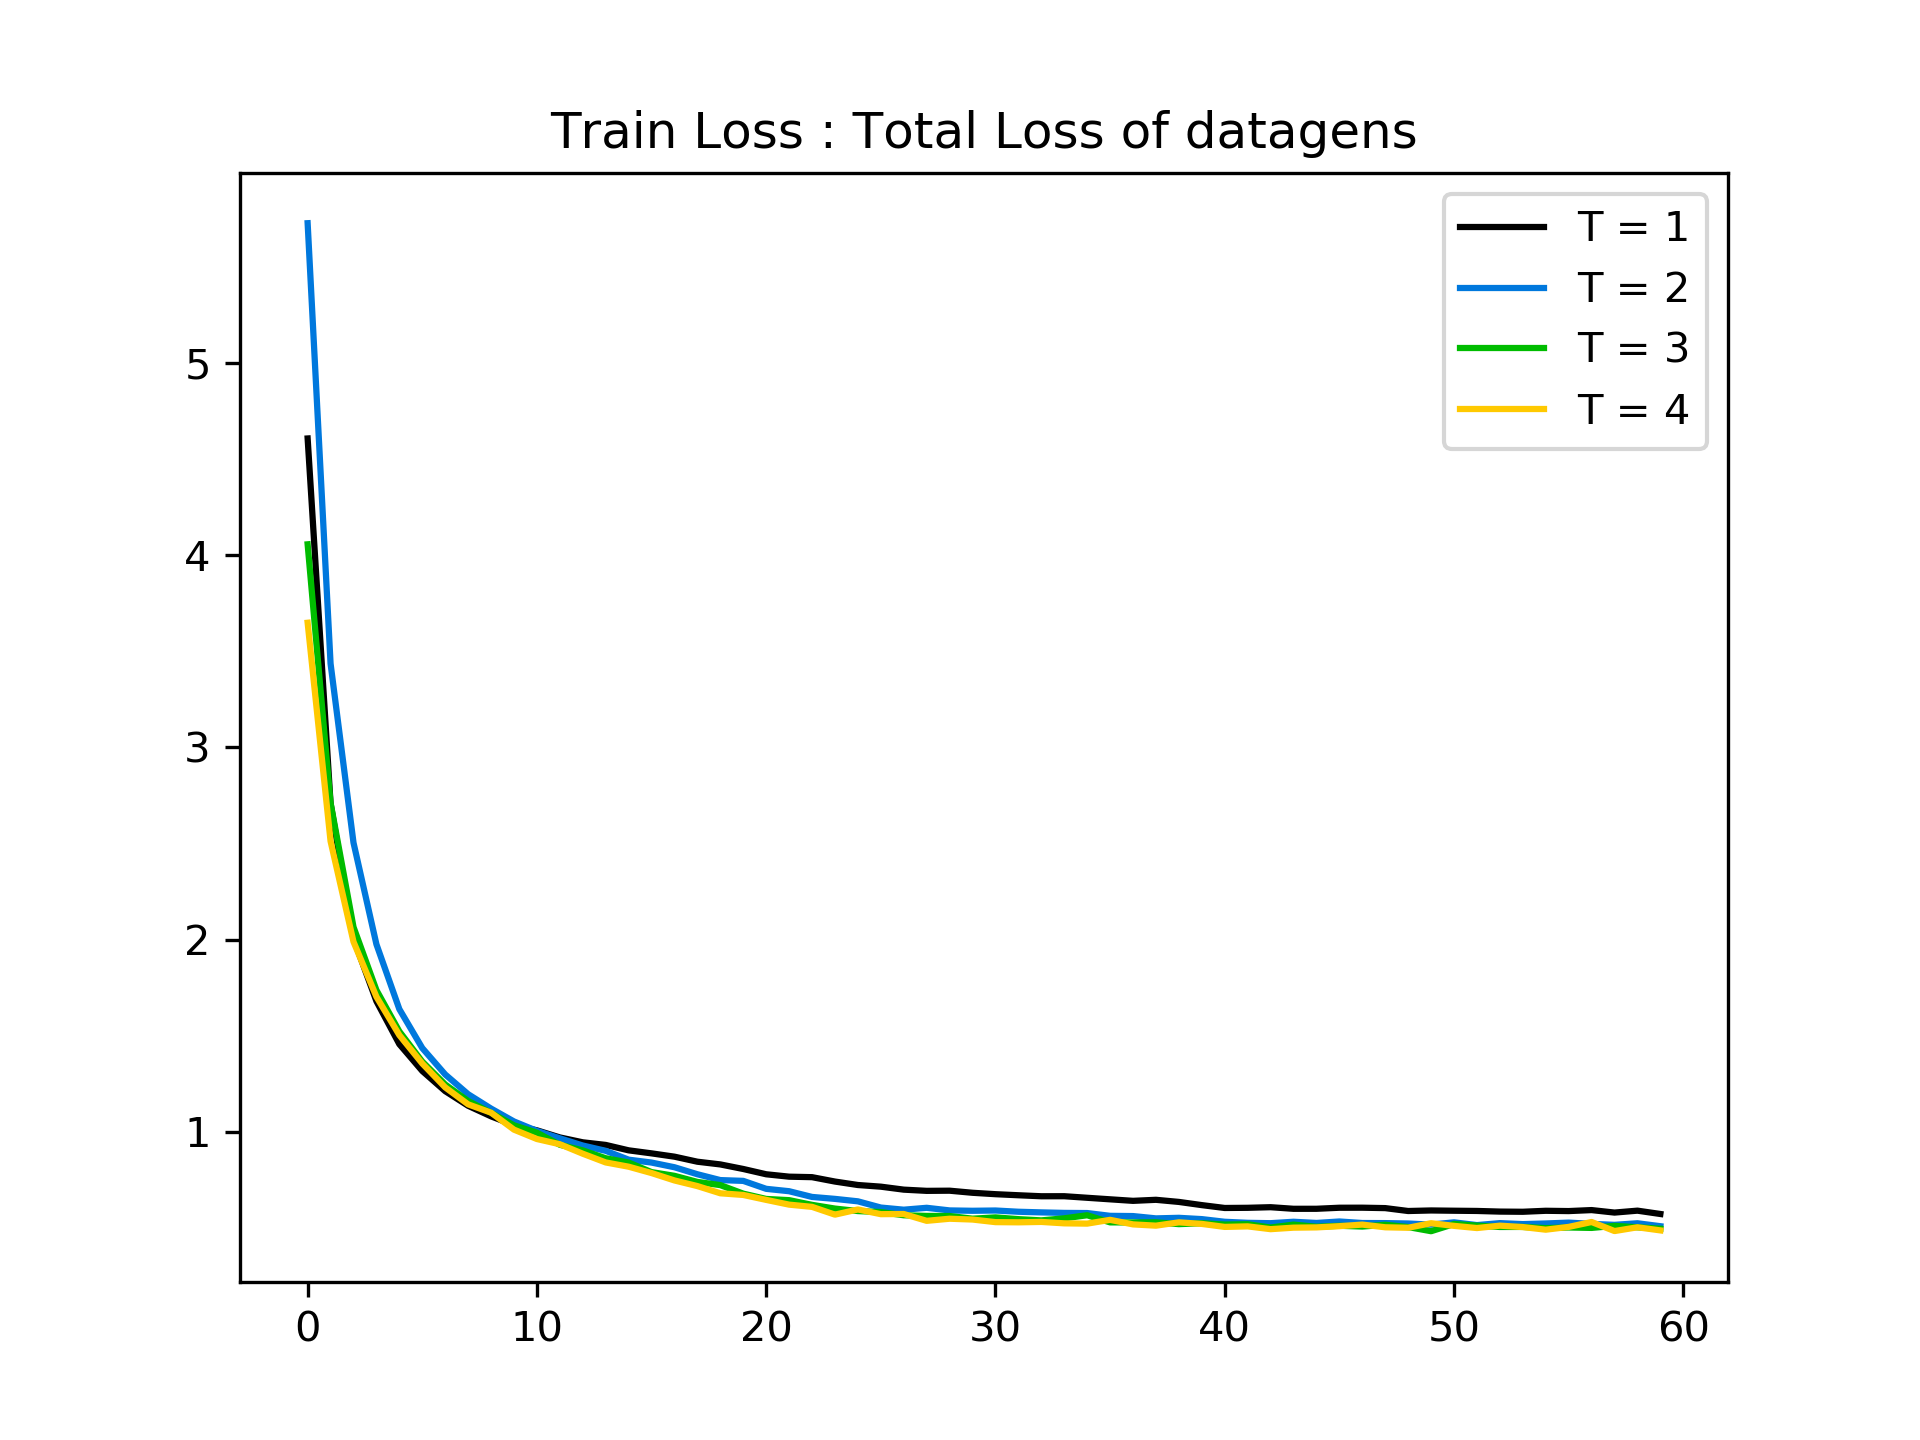 Train Loss : Total Loss of datagens
T = 1
T = 2
T = 3
T = 4
5
4
3
2
1
0 10 20 30 40 50 60